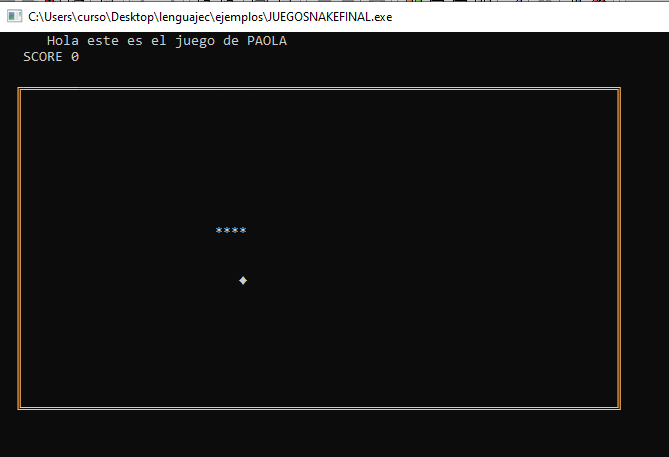 C:\Users\curso\Desktop\lenguajec\ejemplos\JUEGOSNAKEFINAL.exe
Hola este es el juego de PAOLA
SCORE 0
****
♦